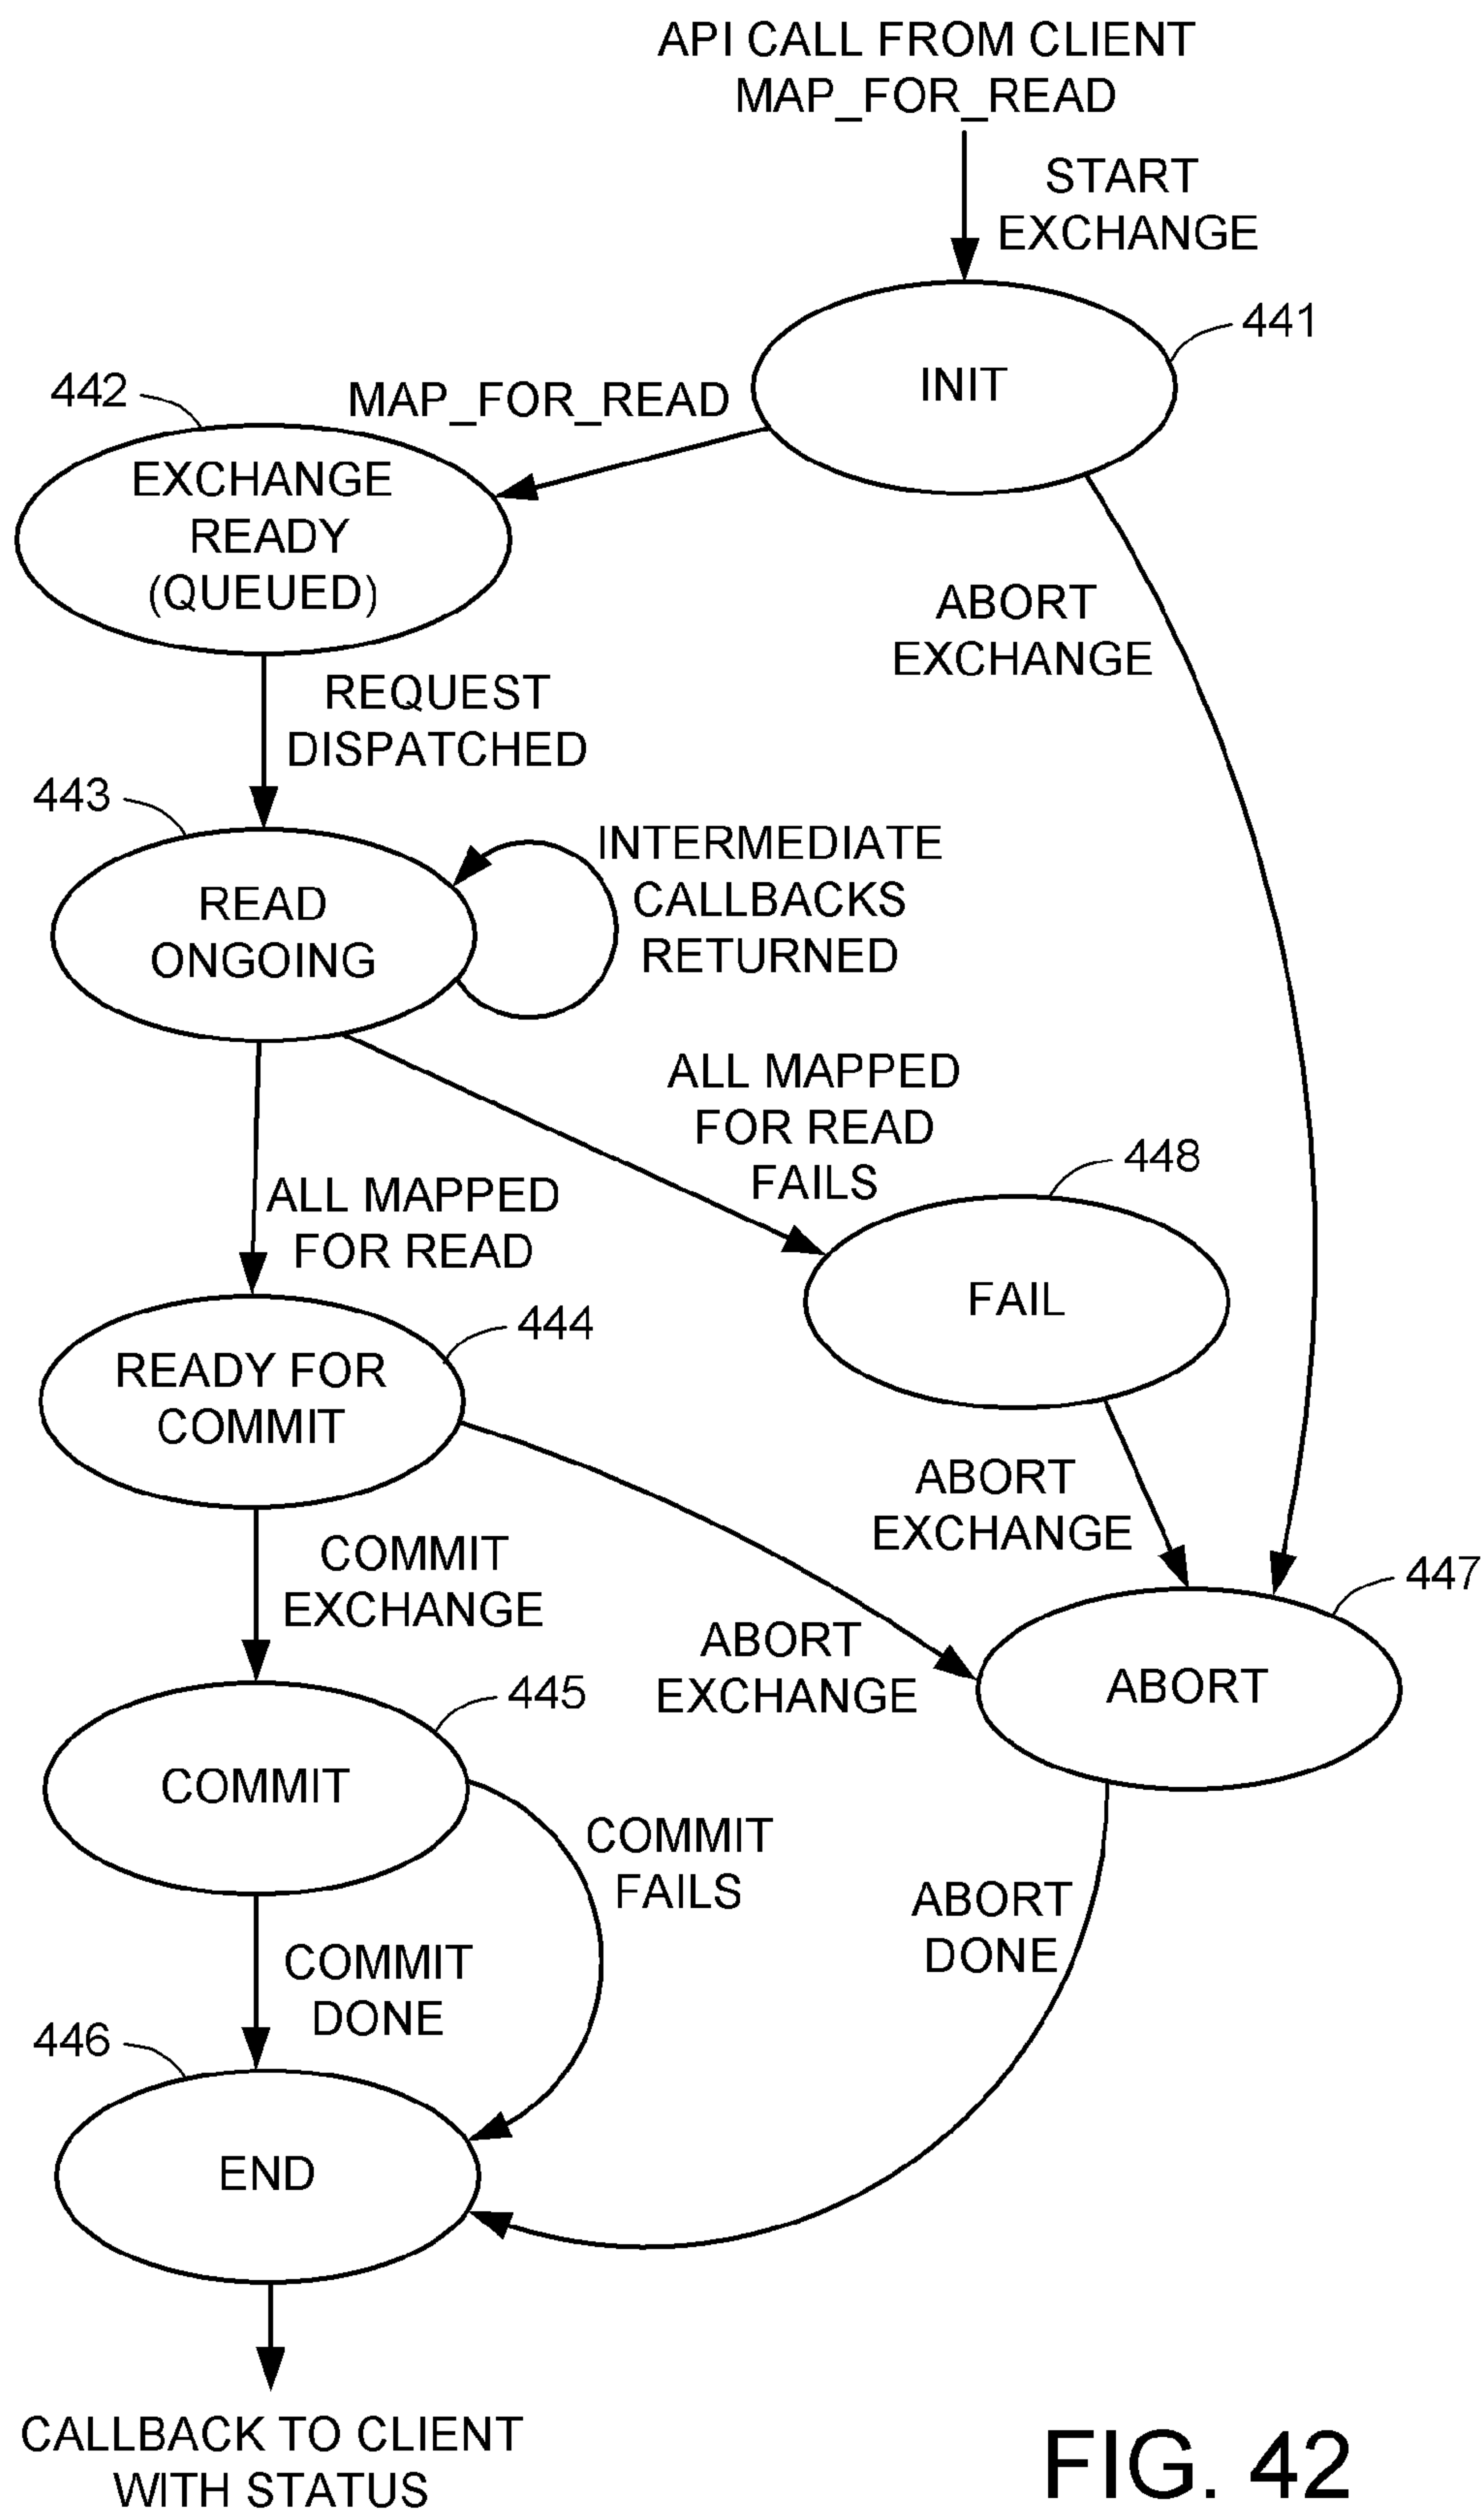 API CALL FROM CLIENT
MAP_FOR_READ
START
EXCHANGE
441
INIT
442
MAP_FOR_READ
EXCHANGE
READY
(QUEUED)
ABORT
EXCHANGE
REQUEST
DISPATCHED
443
READ
ONGOING
INTERMEDIATE
CALLBACKS
RETURNED
ALL MAPPED
FOR READ
FAILS
448
ALL MAPPED
FOR READ
FAIL
444
READY FOR
COMMIT
ABORT
EXCHANGE
COMMIT
EXCHANGE
447
ABORT
EXCHANGE
ABORT
445
COMMIT
COMMIT
FAILS
ABORT
DONE
COMMIT
DONE
446
END
CALLBACK TO CLIENT
WITH STATUS
FIG. 42